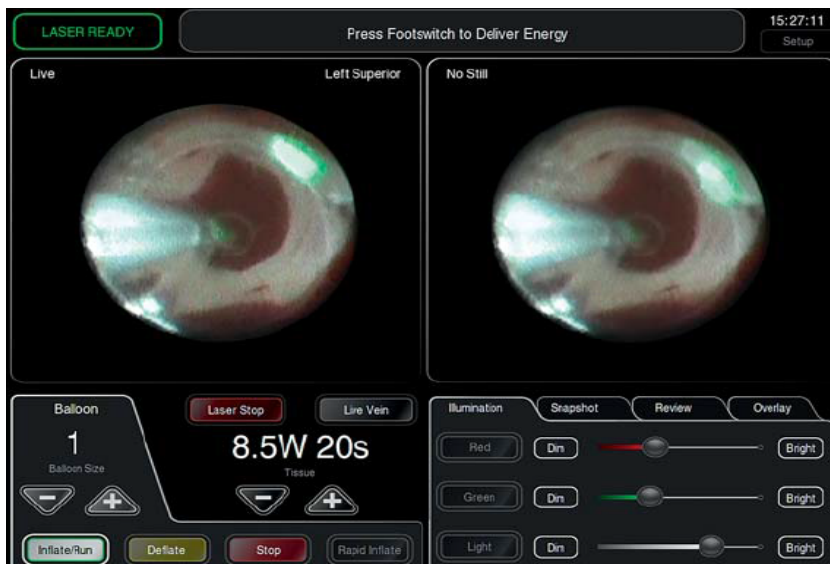 LASER READY
Press Footswitch to Deliver Energy
15:27:11
Setup
Live
Left Superior
No Still
Balloon
1
Balloon Size
Laser Stop
Live Vein
8.5W 20s
Tissue
Inflate/Run
Deflate
Stop
Rapid Inflate
Illumination
Snapshot
Review
Overlay
Red
Dim
Bright
Green
Dim
Bright
Light
Dim
Bright